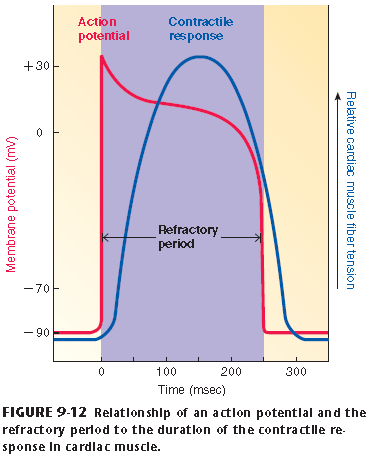 Action
potential
Contractile
response
+30
0
−70
−90
Membrane potential (mV)
Refractory
period
Relative cardiac muscle fiber tension
0 100 200 300
Time (msec)
FIGURE 9-12 Relationship of an action potential and the
refractory period to the duration of the contractile re-
sponse in cardiac muscle.